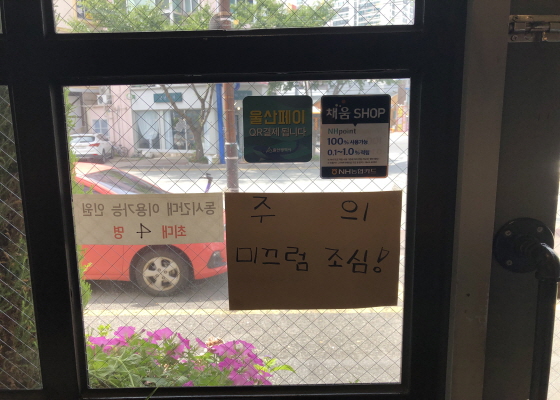 울산페이
QR결제 됩니다
채움 SHOP
NHpoint
100% 사용가능
0.1~1.0% 적립
NH농협카드
동시간대 이용가능 인원
최대 4 명
주 의
미끄럼 조심!